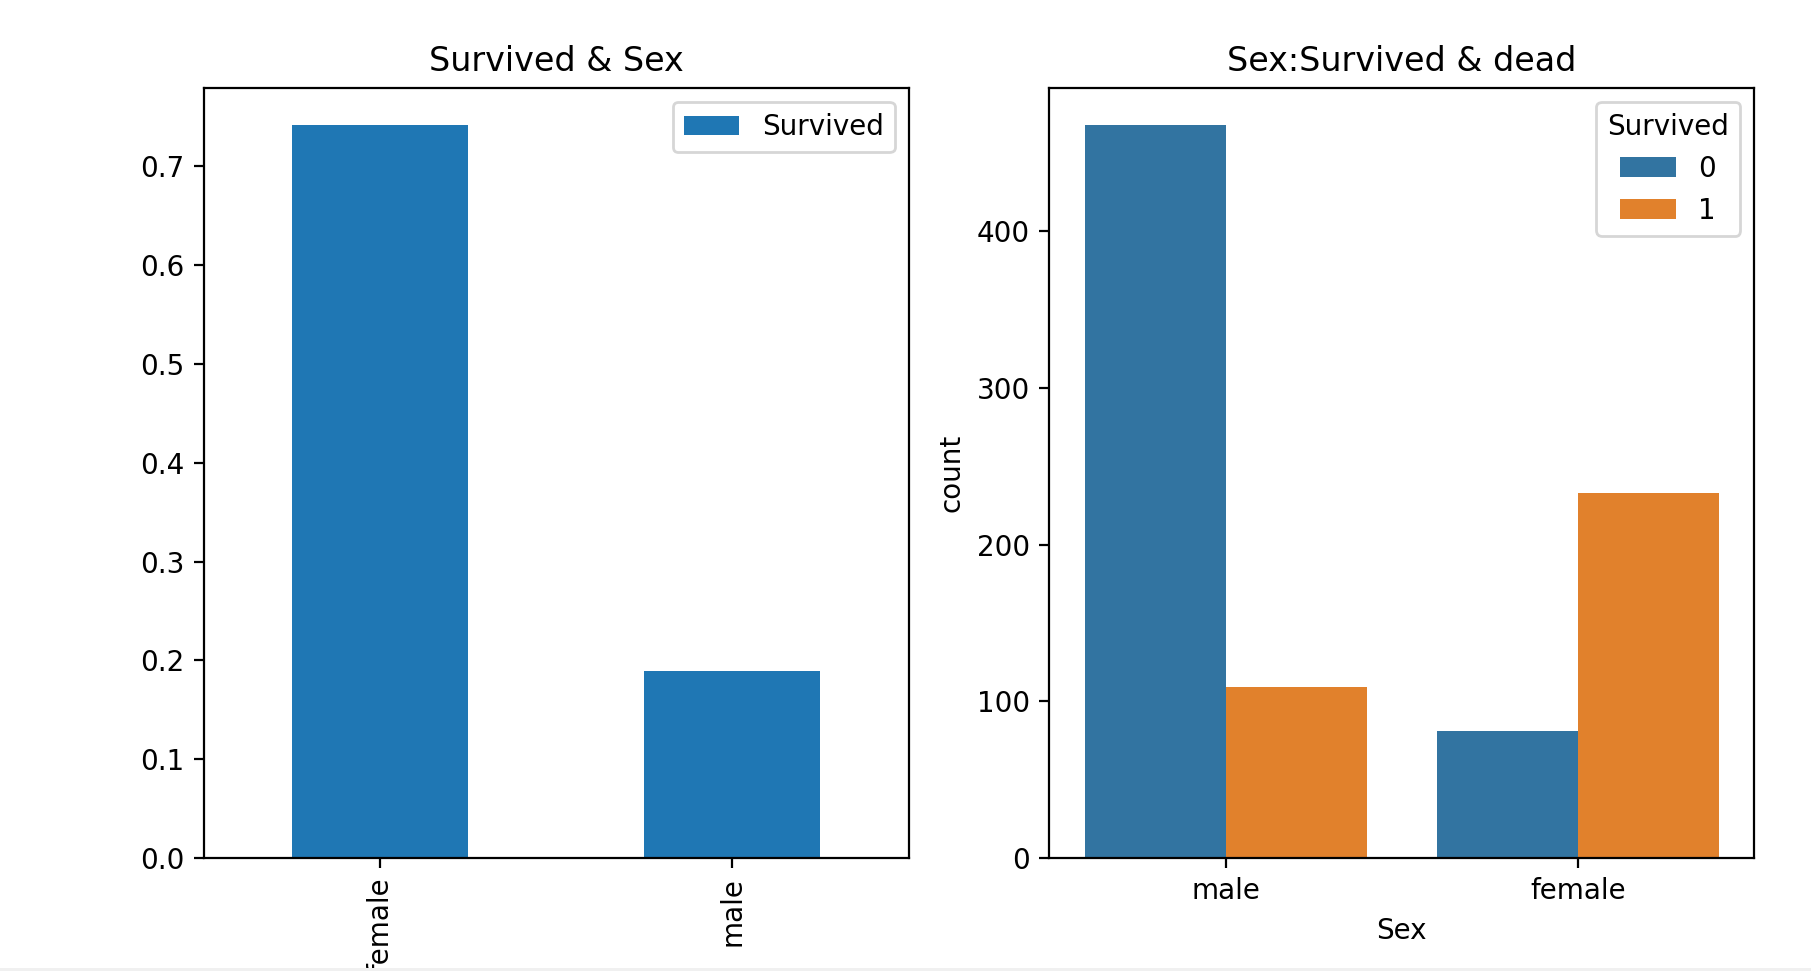 Survived & Sex
Survived
0.7
0.6
0.5
0.4
0.3
0.2
0.1
0.0
female
male
Sex:Survived & dead
Survived
0
1
count
400
300
200
100
0
male female
Sex